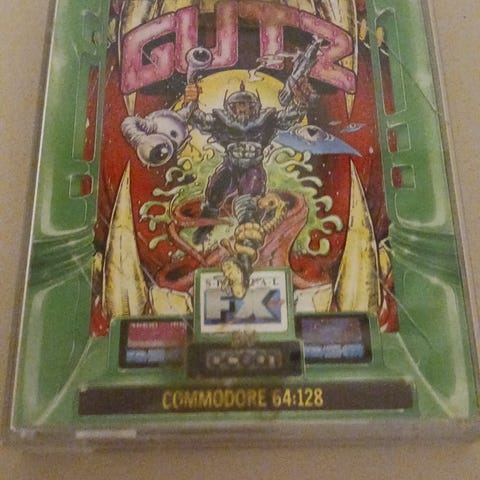 GUTZ
SPECIAL
FX
ocean
COMMODORE 64:128